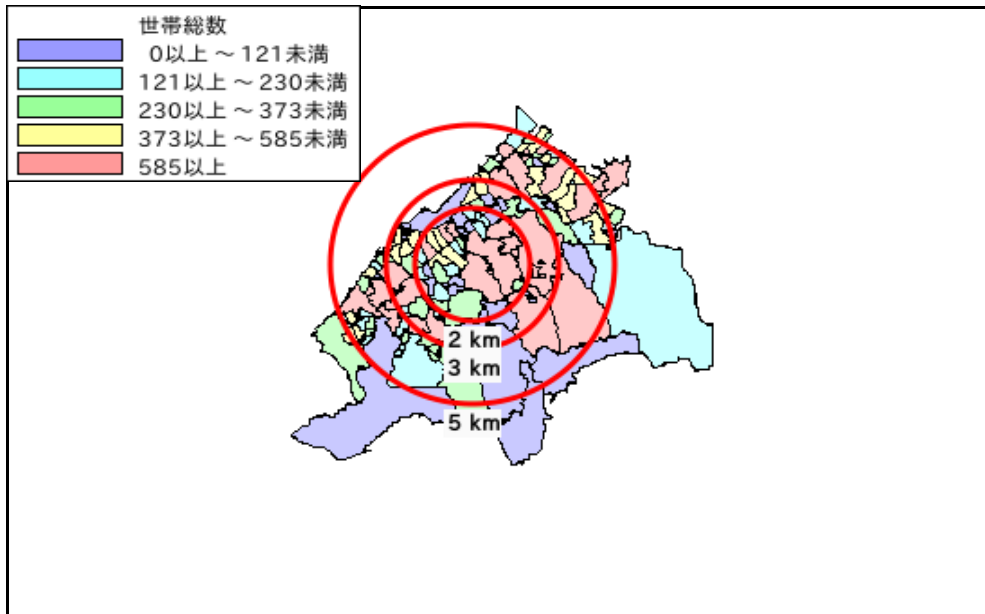 世帯総数
0以上 ～ 121未満
121以上 ～ 230未満
230以上 ～ 373未満
373以上 ～ 585未満
585以上
2 km
3 km
5 km